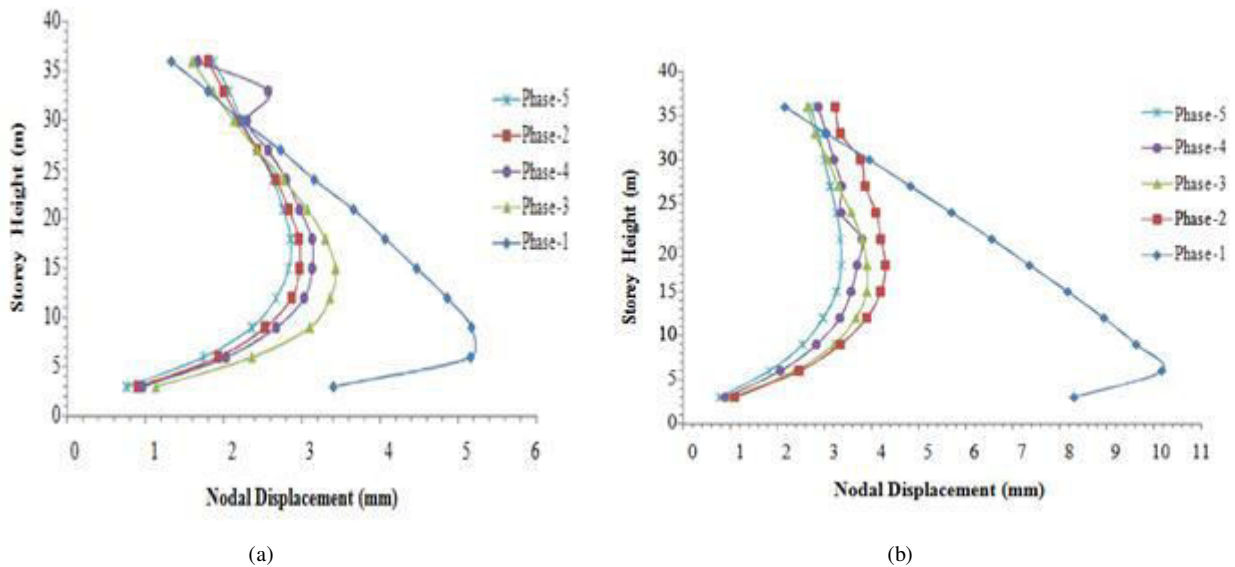 40
35
30
25
20
15
10
5
0
Storey Height (m)
0 1 2 3 4 5 6
Nodal Displacement (mm)
Phase-5
Phase-2
Phase-4
Phase-3
Phase-1
(a)
40
35
30
25
20
15
10
5
0
Storey Height (m)
0 1 2 3 4 5 6 7 8 9 10 11
Nodal Displacement (mm)
Phase-5
Phase-4
Phase-3
Phase-2
Phase-1
(b)